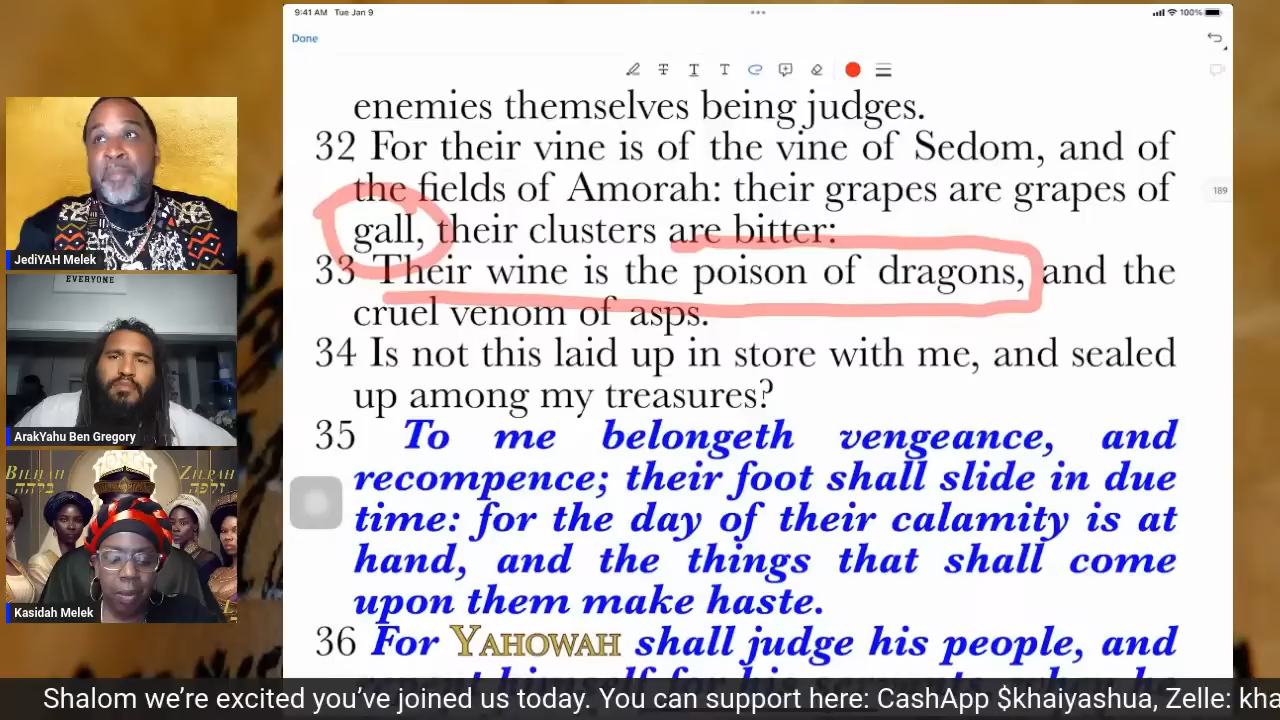 9:41 AM Tue Jan 9
100%
Done
enemies themselves being judges.
32 For their vine is of the vine of Sedom, and of
the fields of Amorah: their grapes are grapes of
189
gall, their clusters are bitter:
33 Their wine is the poison of dragons, and the
cruel venom of asps.
34 Is not this laid up in store with me, and sealed
up among my treasures?
35 To me belongeth vengeance, and
recompence; their foot shall slide in due
time: for the day of their calamity is at
hand, and the things that shall come
upon them make haste.
36 For YAHOWAH shall judge his people, and
JediYAH Melek
EVERYONE
ArakYahu Ben Gregory
BILHAH
בלהה
ZILPAH
זלפה
Kasidah Melek
Shalom we're excited you've joined us today. You can support here: CashApp $khaiyashua, Zelle: kha